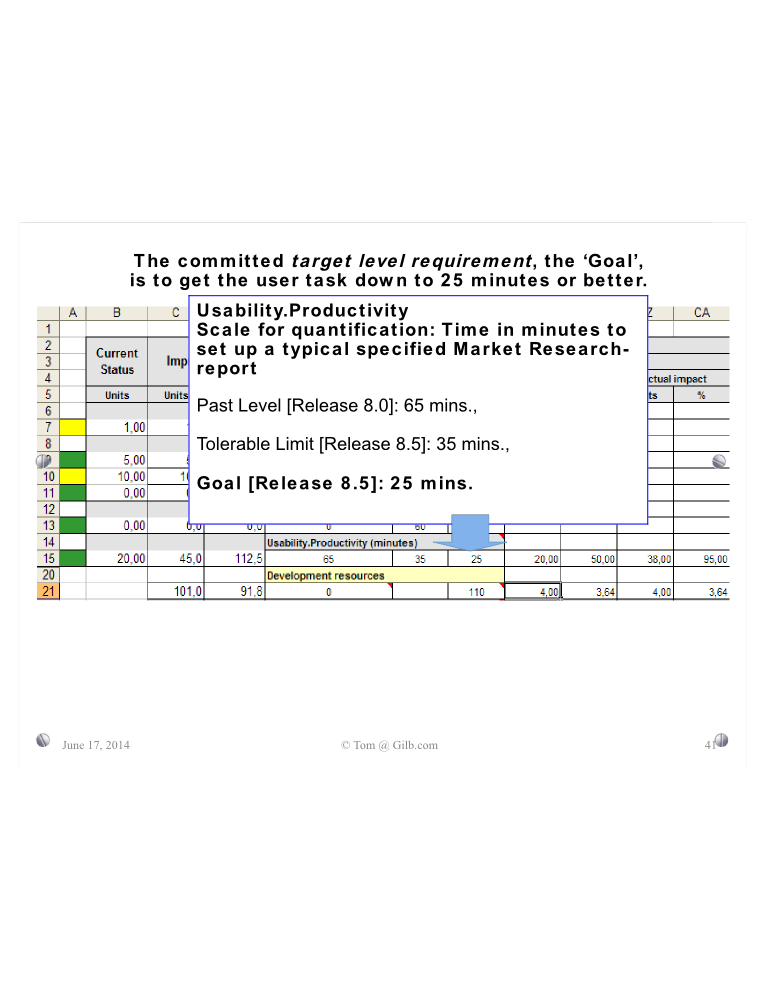 The committed target level requirement, the ‘Goal’,
is to get the user task down to 25 minutes or better.
A B C Z CA
Usability.Productivity
Scale for quantification: Time in minutes to
set up a typical specified Market Research-
report
Past Level [Release 8.0]: 65 mins.,
Tolerable Limit [Release 8.5]: 35 mins.,
Goal [Release 8.5]: 25 mins.
1
2
3 Current Status Imp
4 ctual impact
5 Units Units ts %
6
7 1,00
8
5,00
10 10,00
11 0,00
12
13 0,00 0,0 0,0 0 60
14 Usability.Productivity (minutes)
15 20,00 45,0 112,5 65 35 25 20,00 50,00 38,00 95,00
20 Development resources
21 101,0 91,8 0 110 4,00 3,64 4,00 3,64
June 17, 2014 © Tom @ Gilb.com 41